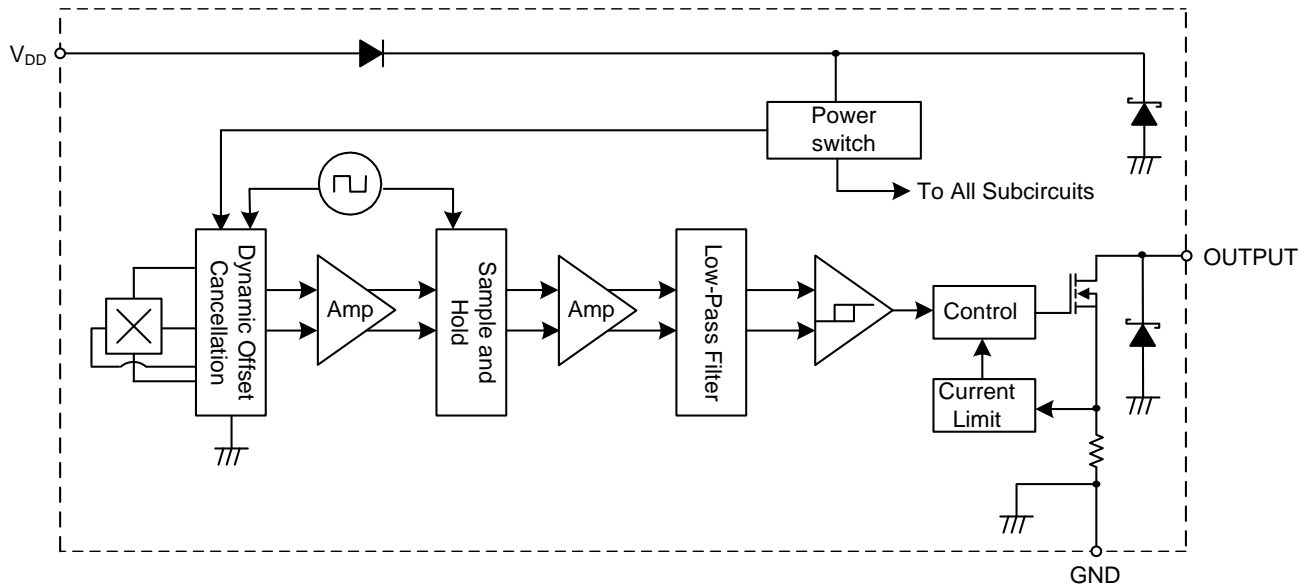 V_DD
Power
switch
To All Subcircuits
OUTPUT
Dynamic Offset
Cancellation
Amp
Sample and
Hold
Amp
Low-Pass Filter
Control
Current
Limit
GND